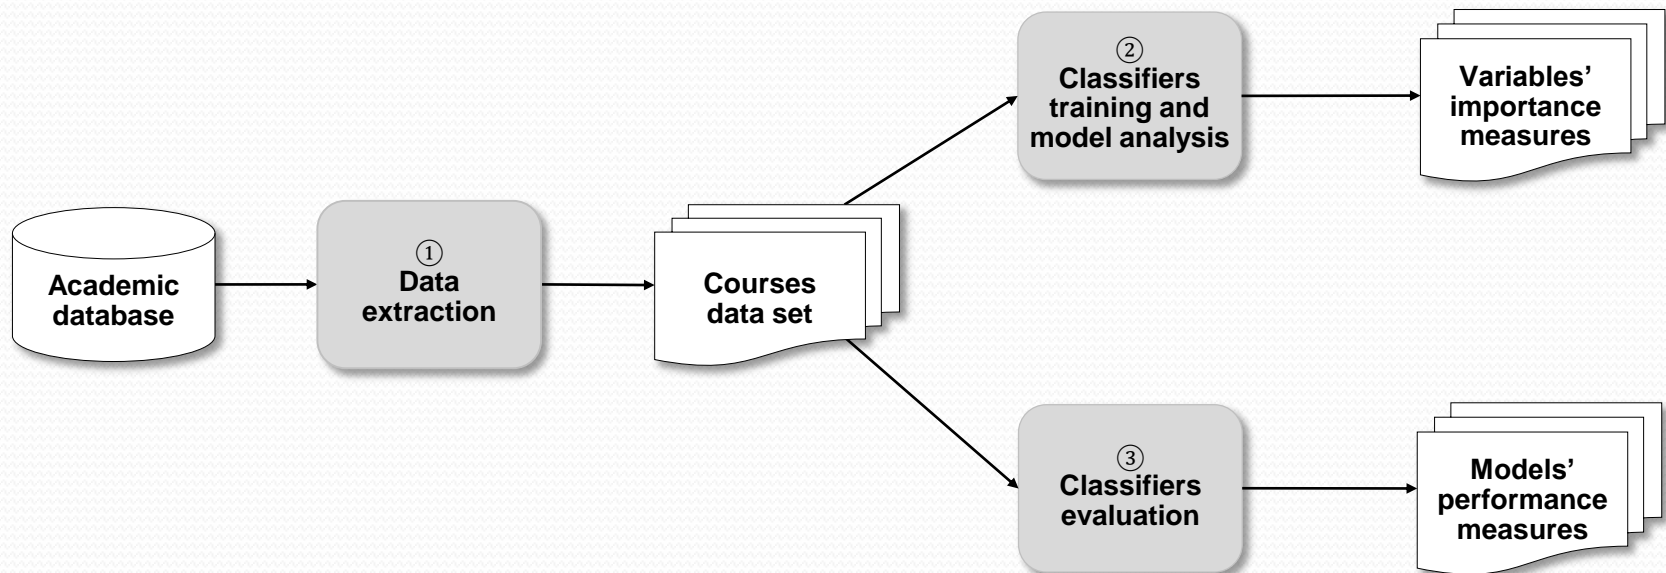 Academic
database
①
Data
extraction
Courses
data set
②
Classifiers
training and
model analysis
Variables’
importance
measures
③
Classifiers
evaluation
Models’
performance
measures